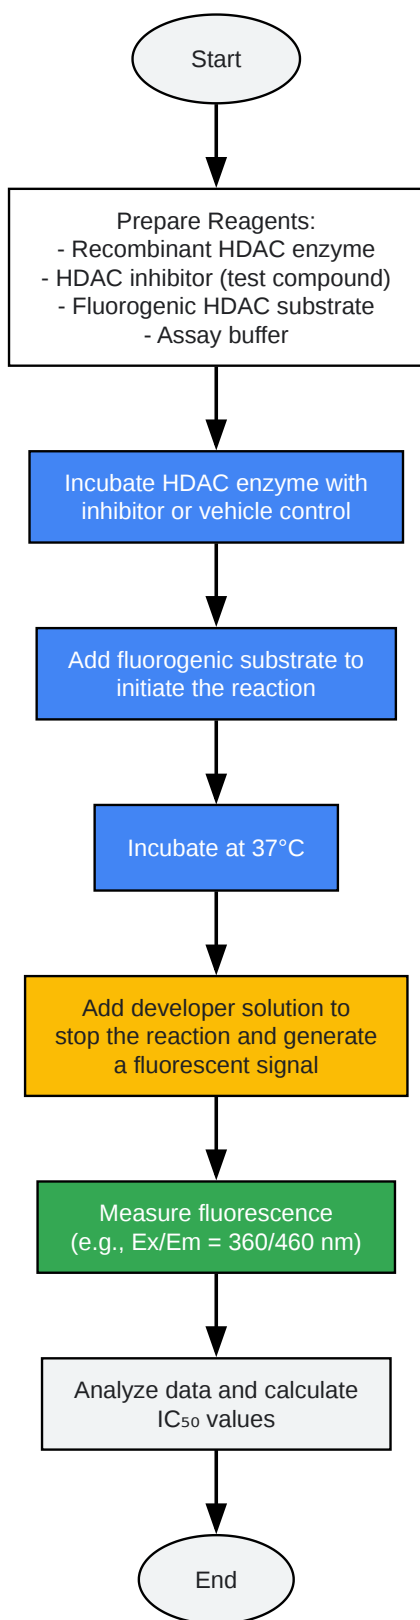 Start
Prepare Reagents:
- Recombinant HDAC enzyme
- HDAC inhibitor (test compound)
- Fluorogenic HDAC substrate
- Assay buffer
Incubate HDAC enzyme with
inhibitor or vehicle control
Add fluorogenic substrate to
initiate the reaction
Incubate at 37°C
Add developer solution to
stop the reaction and generate
a fluorescent signal
Measure fluorescence
(e.g., Ex/Em = 360/460 nm)
Analyze data and calculate
IC₅₀ values
End